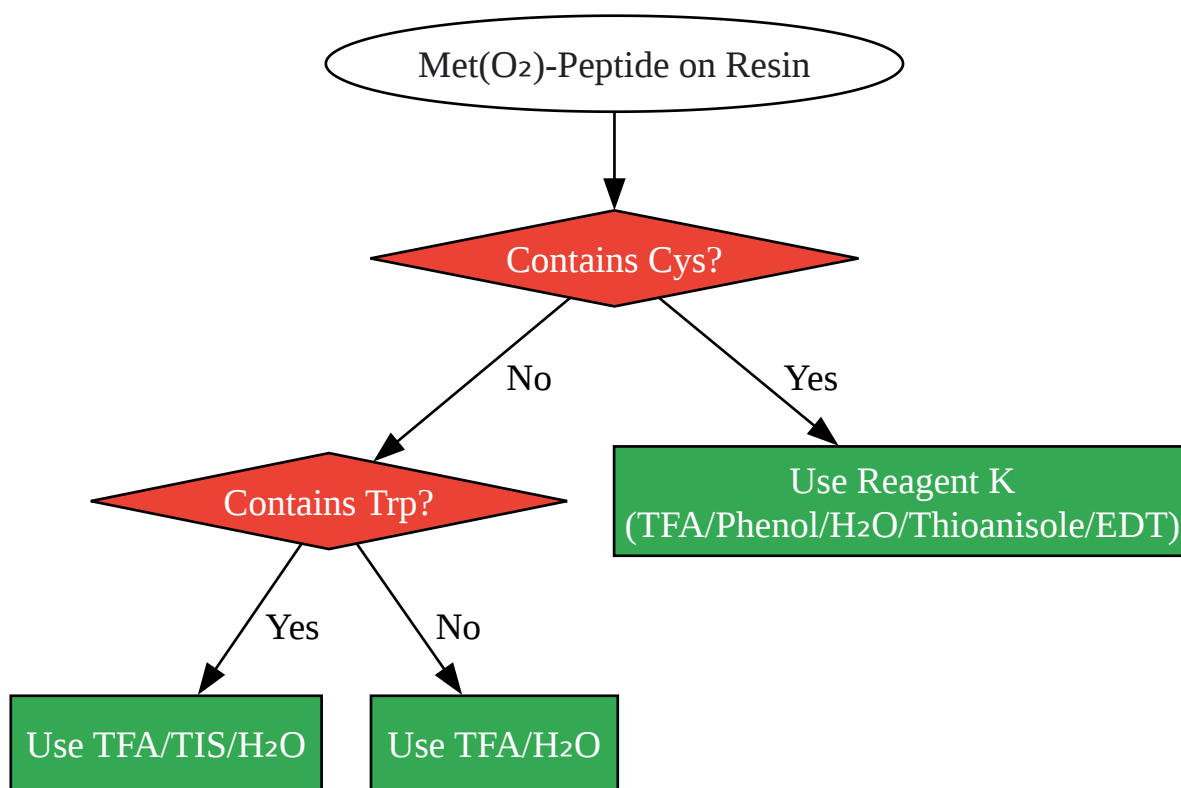 Met(O₂)-Peptide on Resin
Contains Cys?
No
Yes
Contains Trp?
Use Reagent K
(TFA/Phenol/H₂O/Thioanisole/EDT)
Yes
No
Use TFA/TIS/H₂O
Use TFA/H₂O